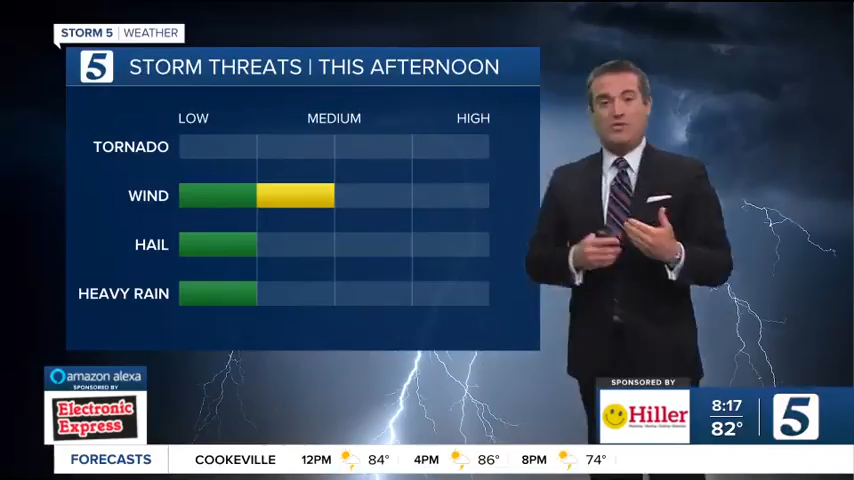 STORM 5 | WEATHER
5 STORM THREATS | THIS AFTERNOON
LOW MEDIUM HIGH
TORNADO
WIND
HAIL
HEAVY RAIN
amazon alexa
SPONSORED BY
Electronic
Express
SPONSORED BY
Hiller
8:17
82°
5
FORECASTS COOKEVILLE 12PM 84° 4PM 86° 8PM 74°